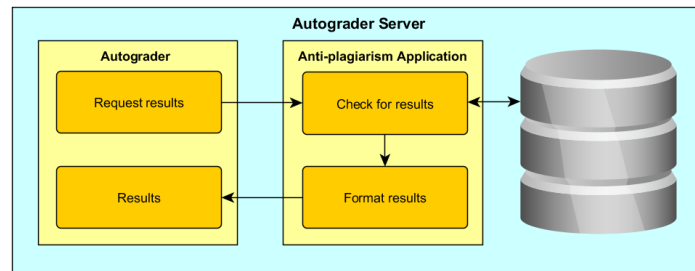 Autograder Server
Autograder
Anti-plagiarism Application
Request results
Check for results
Results
Format results